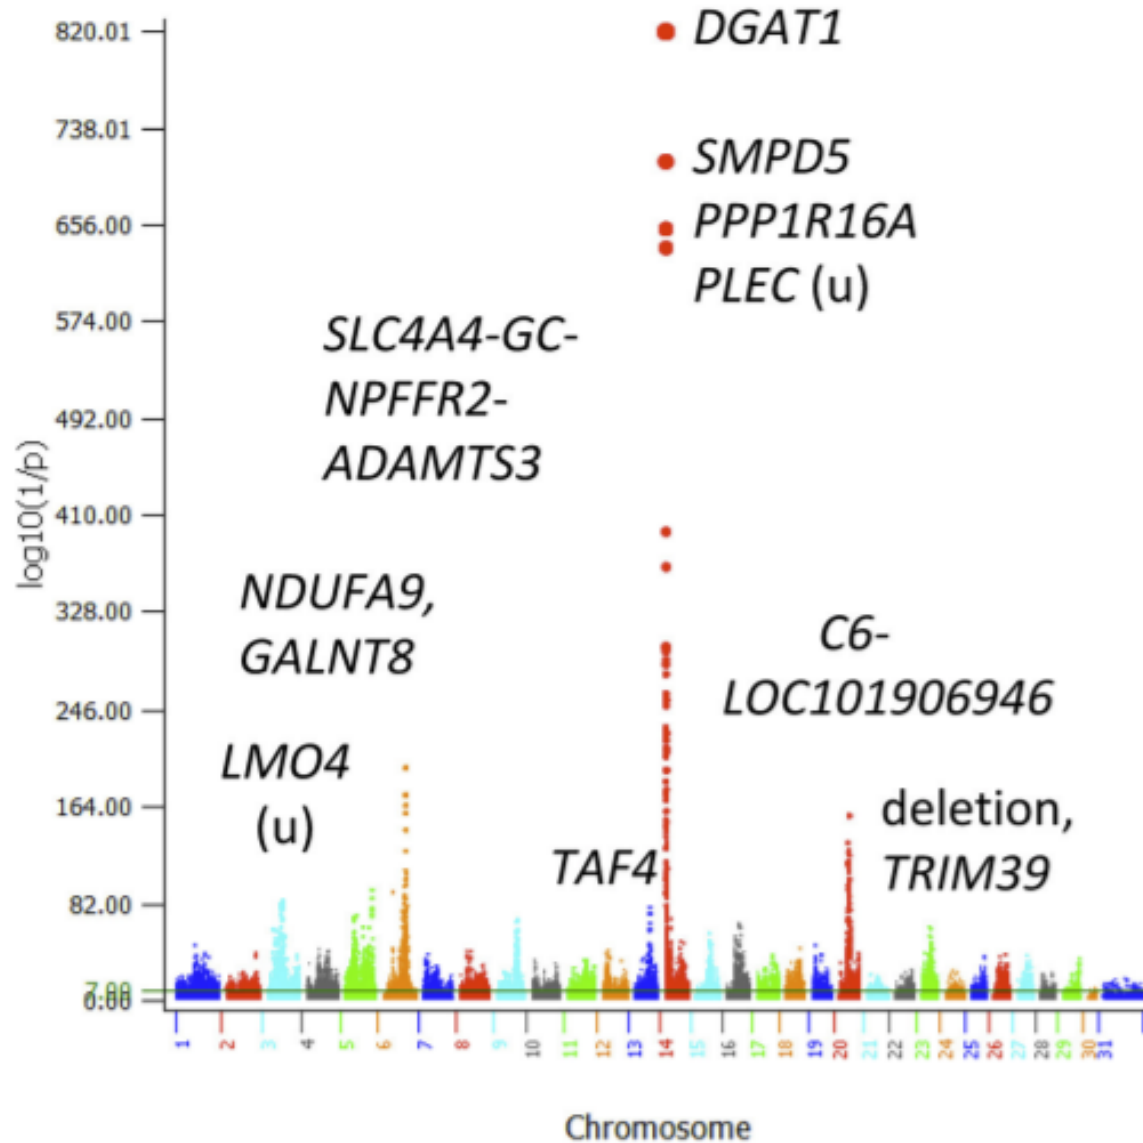 820.01
DGAT1
738.01
SMPD5
656.00
PPP1R16A
PLEC (u)
574.00
SLC4A4-GC-
NPFFR2-
ADAMTS3
492.00
410.00
log10(1/p)
NDUFA9,
GALNT8
328.00
C6-
LOC101906946
246.00
LMO4
(u)
164.00
deletion,
TRIM39
TAF4
82.00
7.00
0.00
1 2 3 4 5 6 7 8 9 10 11 12 13 14 15 16 17 18 19 20 21 22 23 24 25 26 27 28 29 30 31
Chromosome